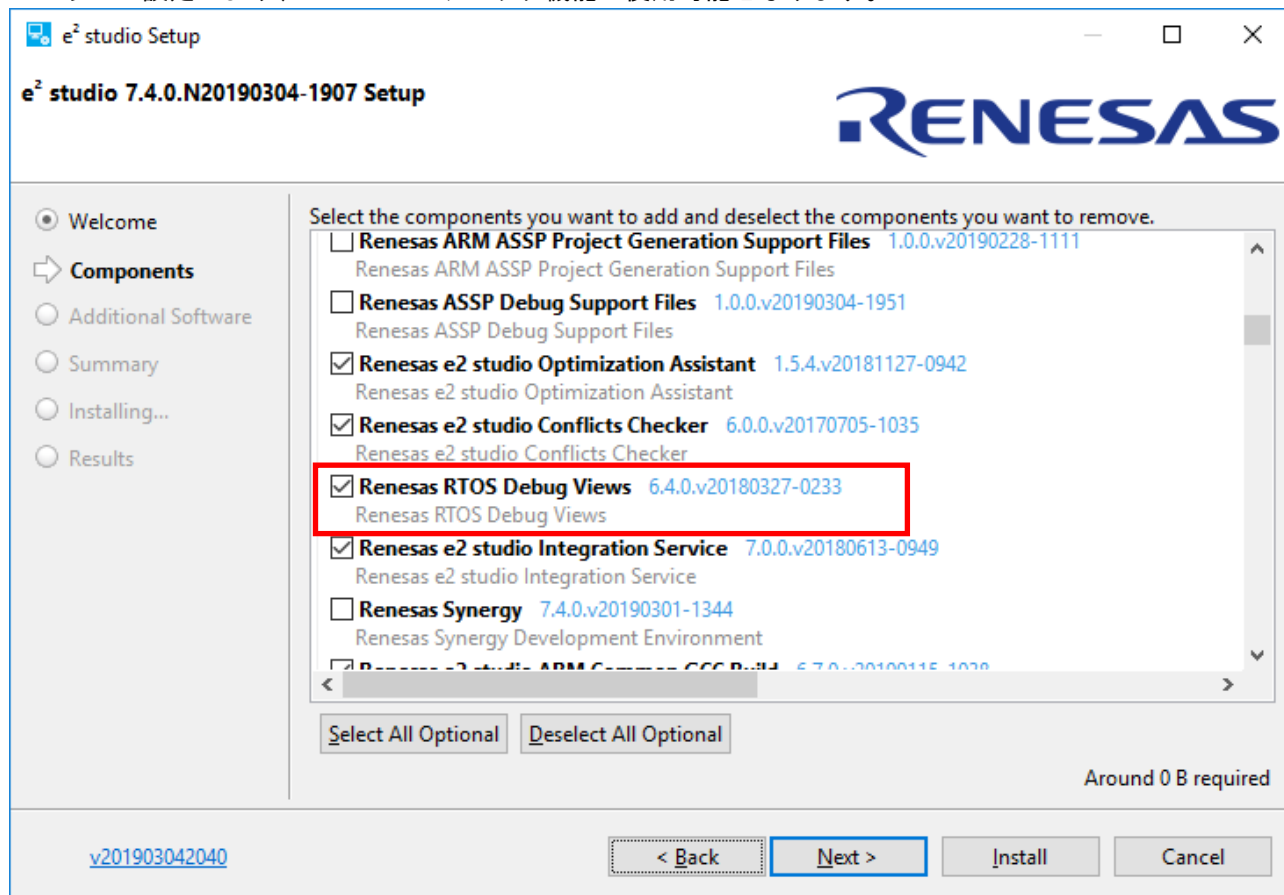 e² studio Setup
e² studio 7.4.0.N20190304-1907 Setup
RENESAS
Welcome
Components
Additional Software
Summary
Installing...
Results
Select the components you want to add and deselect the components you want to remove.
Renesas ARM ASSP Project Generation Support Files 1.0.0.v20190228-1111
Renesas ARM ASSP Project Generation Support Files
Renesas ASSP Debug Support Files 1.0.0.v20190304-1951
Renesas ASSP Debug Support Files
Renesas e2 studio Optimization Assistant 1.5.4.v20181127-0942
Renesas e2 studio Optimization Assistant
Renesas e2 studio Conflicts Checker 6.0.0.v20170705-1035
Renesas e2 studio Conflicts Checker
Renesas RTOS Debug Views 6.4.0.v20180327-0233
Renesas RTOS Debug Views
Renesas e2 studio Integration Service 7.0.0.v20180613-0949
Renesas e2 studio Integration Service
Renesas Synergy 7.4.0.v20190301-1344
Renesas Synergy Development Environment
Renesas e2 studio ARM Common GCC Build
Select All Optional Deselect All Optional
Around 0 B required
v201903042040
< Back Next > Install Cancel